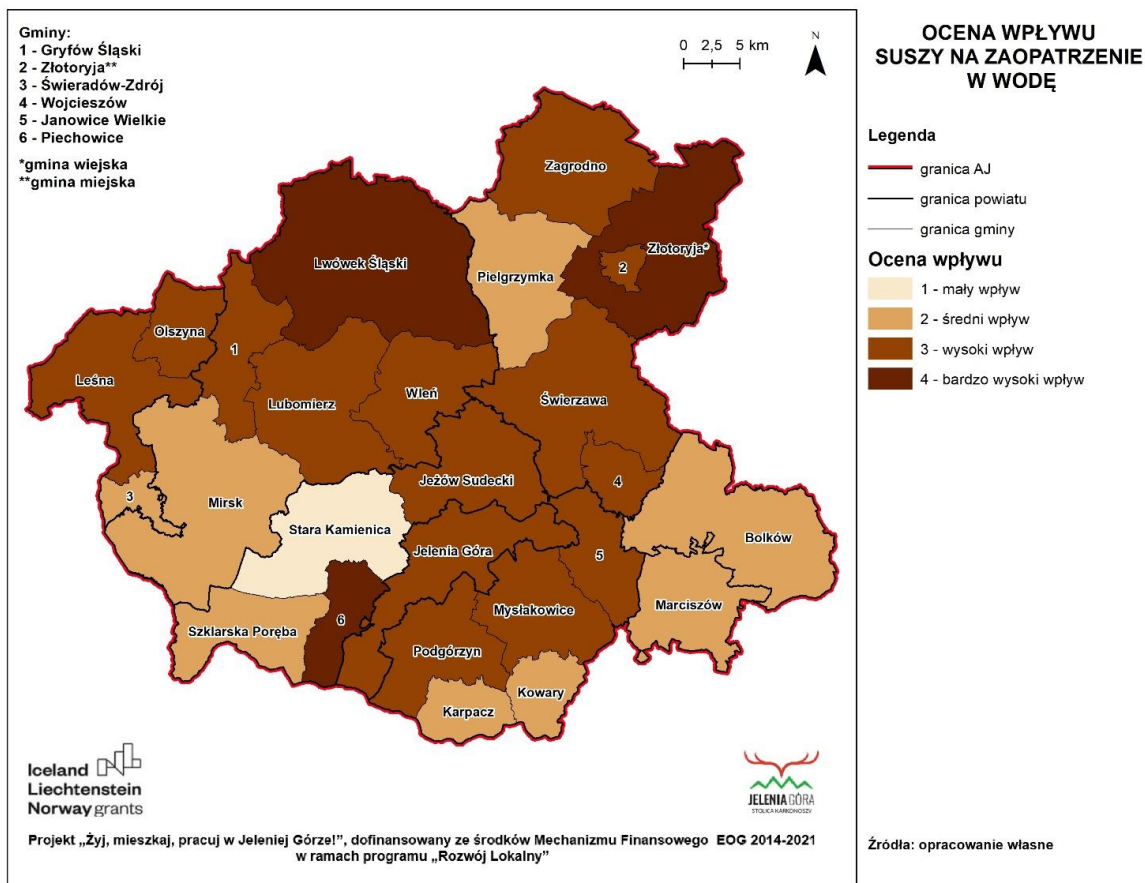 Gminy:
1 - Gryfów Śląski
2 - Złotoryja**
3 - Świeradów-Zdrój
4 - Wojcieszów
5 - Janowice Wielkie
6 - Piechowice
*gmina wiejska
**gmina miejska
0 2,5 5 km
N
Zagrodno
Złotoryja*
2
Lwówek Śląski
Pielgrzymka
Olszyna
1
Leśna
Lubomierz
Wleń
Świerzawa
Jeżów Sudecki
4
3
Mirsk
Stara Kamienica
Jelenia Góra
5
Bolków
Mysłakowice
Marciszów
6
Szklarska Poręba
Podgórzyn
Kowary
Karpacz
Iceland
Liechtenstein
Norway grants
JELENIA GÓRA
STOLICA KARKONOSZY
Projekt „Żyj, mieszkaj, pracuj w Jeleniej Górze!”, dofinansowany ze środków Mechanizmu Finansowego EOG 2014-2021
w ramach programu „Rozwój Lokalny”
OCENA WPŁYWU
SUSZY NA ZAOPATRZENIE
W WODĘ
Legenda
granica AJ
granica powiatu
granica gminy
Ocena wpływu
1 - mały wpływ
2 - średni wpływ
3 - wysoki wpływ
4 - bardzo wysoki wpływ
Źródła: opracowanie własne